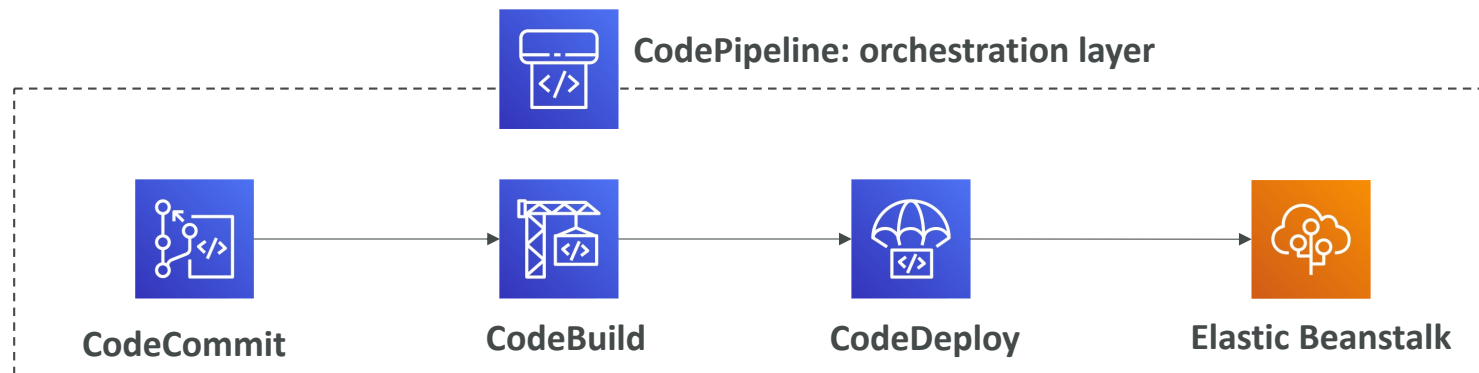 CodePipeline: orchestration layer
</>
</>
</>
</>
CodeCommit
CodeBuild
CodeDeploy
Elastic Beanstalk